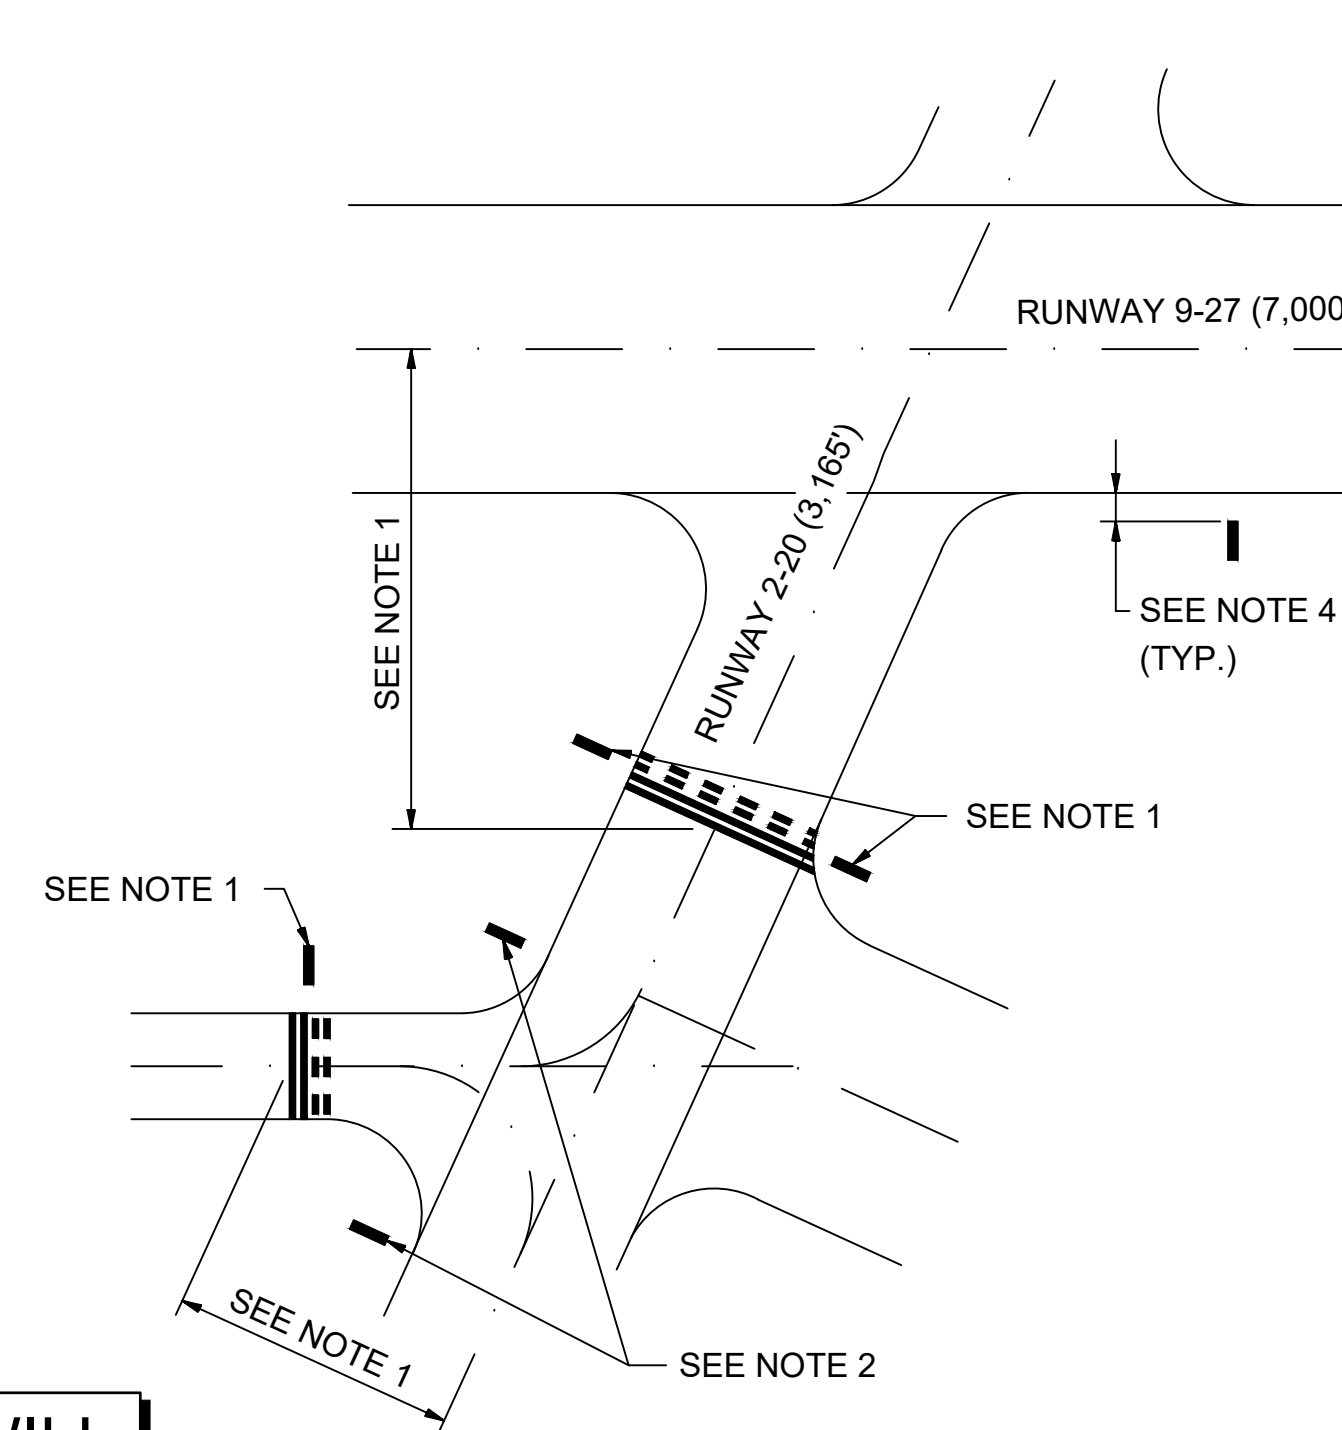 RUNWAY 9-27 (7,000
RUNWAY 2-20 (3,165')
SEE NOTE 1
SEE NOTE 4
(TYP.)
SEE NOTE 1
SEE NOTE 1
SEE NOTE 1
SEE NOTE 2